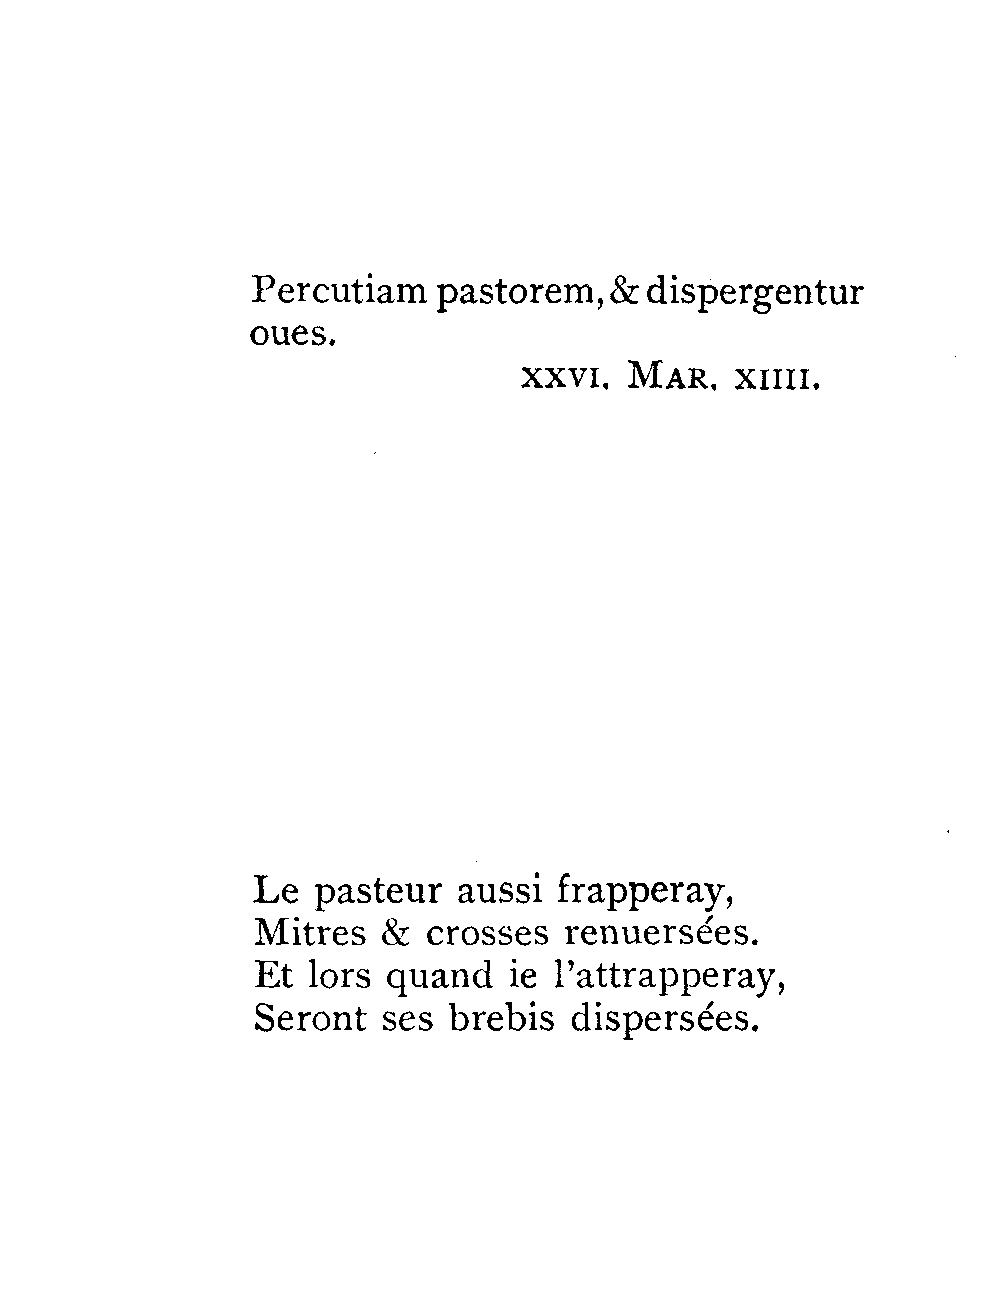 Percutiam pastorem, & dispergentur
oues.
XXVI. MAR. XIIII.
Le pasteur aussi frapperay,
Mitres & crosses renuersées.
Et lors quand ie l'attrapperay,
Seront ses brebis dispersées.